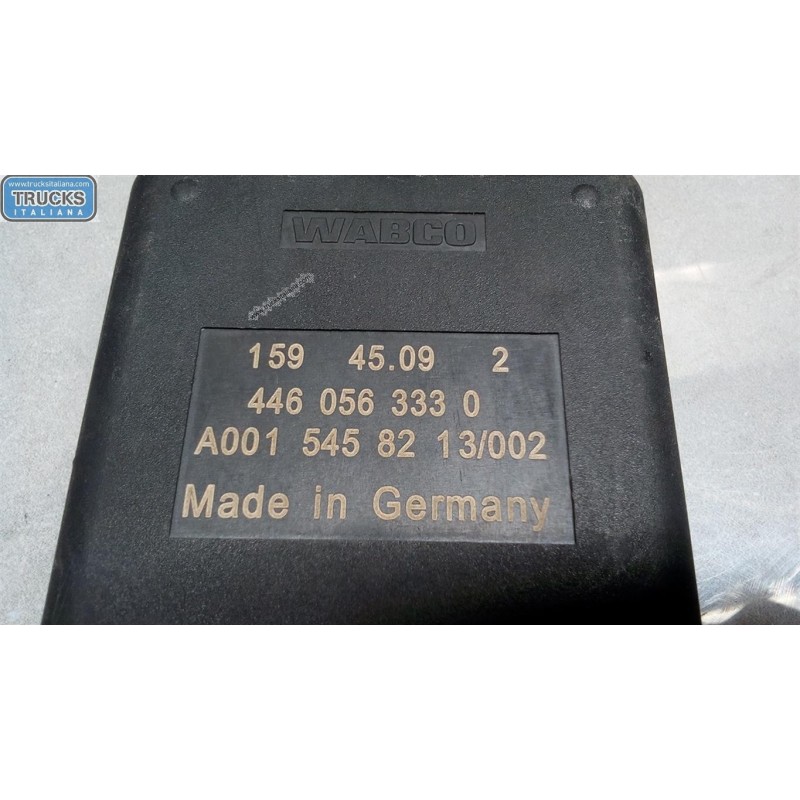 www.trucksitaliana.com
TRUCKS
ITALIANA
WABCO
159 45.09 2
446 056 333 0
A001 545 82 13/002
Made in Germany